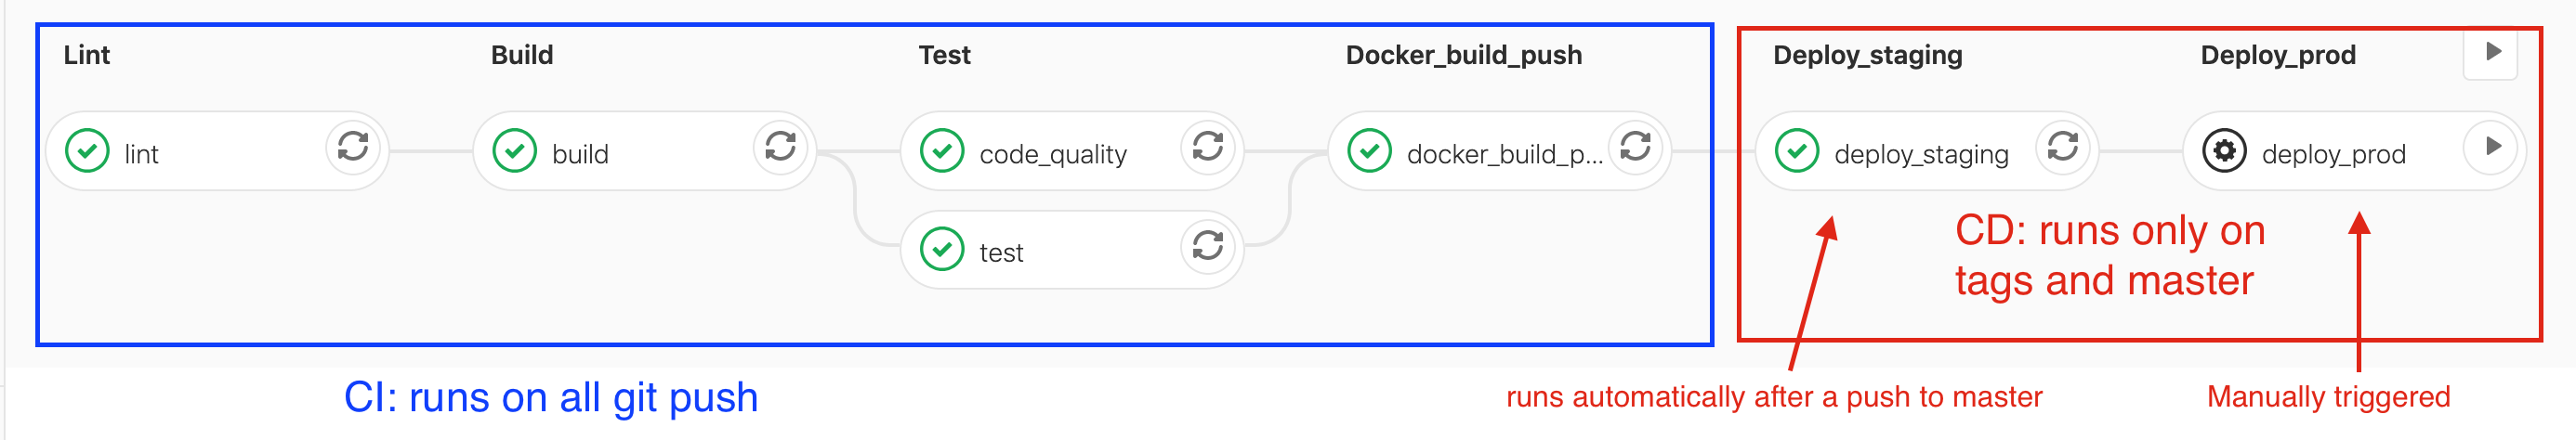 Lint
Build
Test
Docker_build_push
Deploy_staging
Deploy_prod
lint
build
code_quality
docker_build_p...
deploy_staging
deploy_prod
test
CD: runs only on
tags and master
CI: runs on all git push
runs automatically after a push to master
Manually triggered